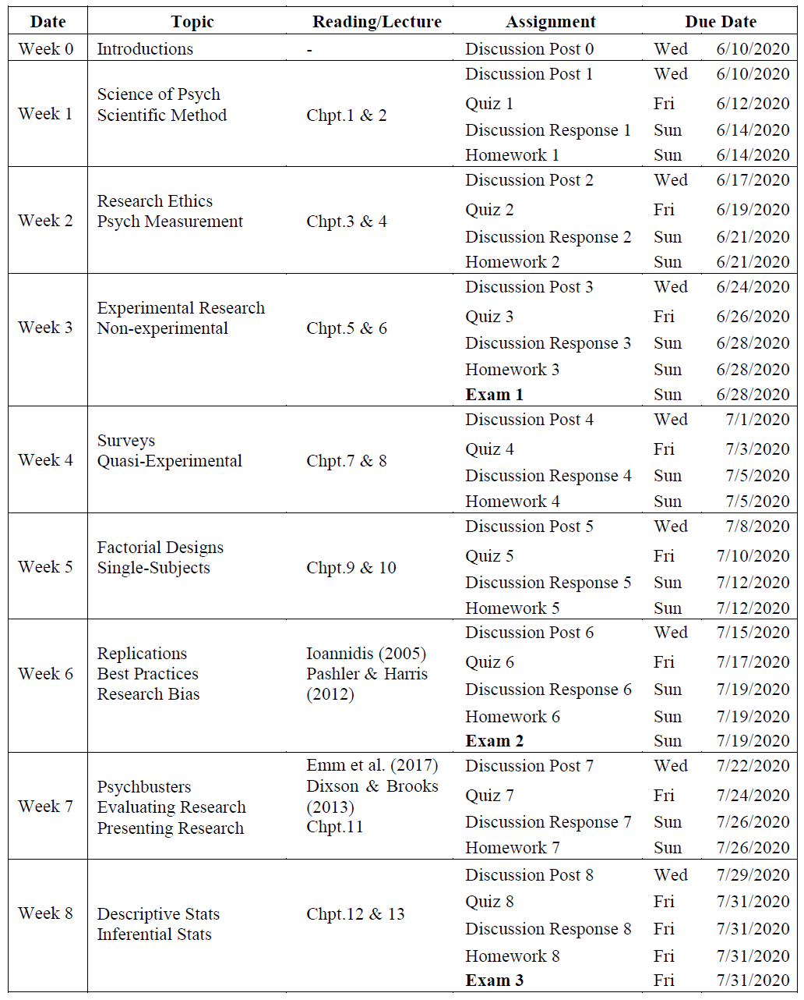 Date Topic Reading/Lecture Assignment Due Date
Week 0 Introductions - Discussion Post 0 Wed 6/10/2020
Discussion Post 1 Wed 6/10/2020
Science of Psych
Quiz 1 Fri 6/12/2020
Week 1 Scientific Method Chpt.1 & 2
Discussion Response 1 Sun 6/14/2020
Homework 1 Sun 6/14/2020
Discussion Post 2 Wed 6/17/2020
Research Ethics
Quiz 2 Fri 6/19/2020
Week 2 Psych Measurement Chpt.3 & 4
Discussion Response 2 Sun 6/21/2020
Homework 2 Sun 6/21/2020
Discussion Post 3 Wed 6/24/2020
Experimental Research
Quiz 3 Fri 6/26/2020
Week 3 Non-experimental Chpt.5 & 6
Discussion Response 3 Sun 6/28/2020
Homework 3 Sun 6/28/2020
Exam 1 Sun 6/28/2020
Discussion Post 4 Wed 7/1/2020
Surveys
Quiz 4 Fri 7/3/2020
Week 4 Quasi-Experimental Chpt.7 & 8
Discussion Response 4 Sun 7/5/2020
Homework 4 Sun 7/5/2020
Discussion Post 5 Wed 7/8/2020
Factorial Designs
Quiz 5 Fri 7/10/2020
Week 5 Single-Subjects Chpt.9 & 10
Discussion Response 5 Sun 7/12/2020
Homework 5 Sun 7/12/2020
Discussion Post 6 Wed 7/15/2020
Replications Ioannidis (2005)
Quiz 6 Fri 7/17/2020
Week 6 Best Practices Pashler & Harris
Research Bias (2012) Discussion Response 6 Sun 7/19/2020
Homework 6 Sun 7/19/2020
Exam 2 Sun 7/19/2020
Emm et al. (2017) Discussion Post 7 Wed 7/22/2020
Psychbusters Dixson & Brooks
Quiz 7 Fri 7/24/2020
Week 7 Evaluating Research (2013)
Presenting Research Chpt.11 Discussion Response 7 Sun 7/26/2020
Homework 7 Sun 7/26/2020
Discussion Post 8 Wed 7/29/2020
Quiz 8 Fri 7/31/2020
Week 8 Descriptive Stats Chpt.12 & 13
Inferential Stats Discussion Response 8 Fri 7/31/2020
Homework 8 Fri 7/31/2020
Exam 3 Fri 7/31/2020